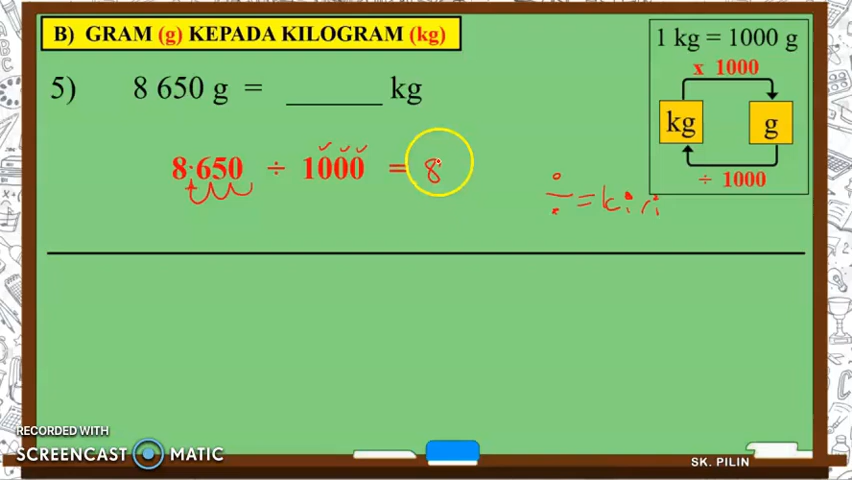 B) GRAM (g) KEPADA KILOGRAM (kg)
1 kg = 1000 g
x 1000
kg
g
÷ 1000
5) 8 650 g = ______ kg
8.650 ÷ 1000 = 8
÷ = kiri
RECORDED WITH
SCREENCAST MATIC
SK. PILIN